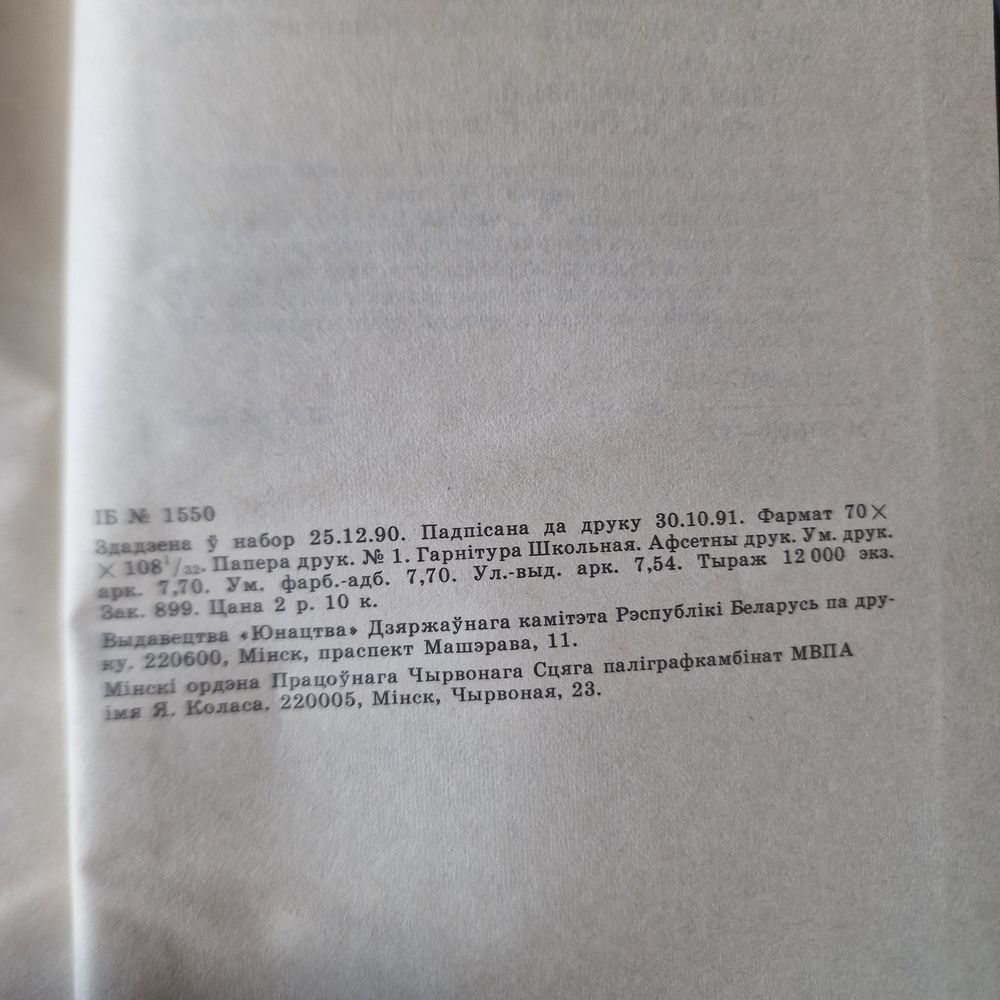 ІБ № 1550
Здадзена ў набор 25.12.90. Падпісана да друку 30.10.91. Фармат 70×
×108¹/₃₂. Папера друк. № 1. Гарнітура Школьная. Афсетны друк. Ум. друк.
арк. 7,70. Ум. фарб.-адб. 7,70. Ул.-выд. арк. 7,54. Тыраж 12 000 экз.
Зак. 899. Цана 2 р. 10 к.
Выдавецтва «Юнацтва» Дзяржаўнага камітэта Рэспублікі Беларусь па дру-
ку. 220600, Мінск, праспект Машэрава, 11.
Мінскі ордэна Працоўнага Чырвонага Сцяга паліграфкамбінат МВПА
імя Я. Коласа. 220005, Мінск, Чырвоная, 23.